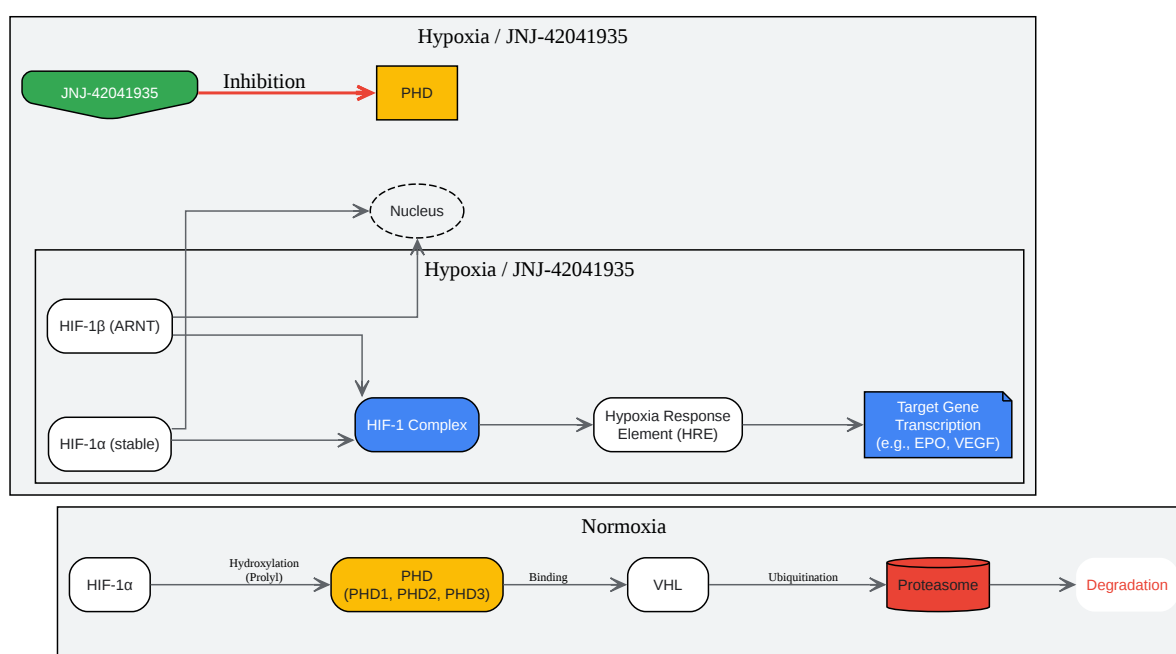 Hypoxia / JNJ-42041935
JNJ-42041935
Inhibition
PHD
Nucleus
Hypoxia / JNJ-42041935
HIF-1β (ARNT)
HIF-1α (stable)
HIF-1 Complex
Hypoxia Response
Element (HRE)
Target Gene
Transcription
(e.g., EPO, VEGF)
Normoxia
HIF-1α
Hydroxylation
(Prolyl)
PHD
(PHD1, PHD2, PHD3)
Binding
VHL
Ubiquitination
Proteasome
Degradation